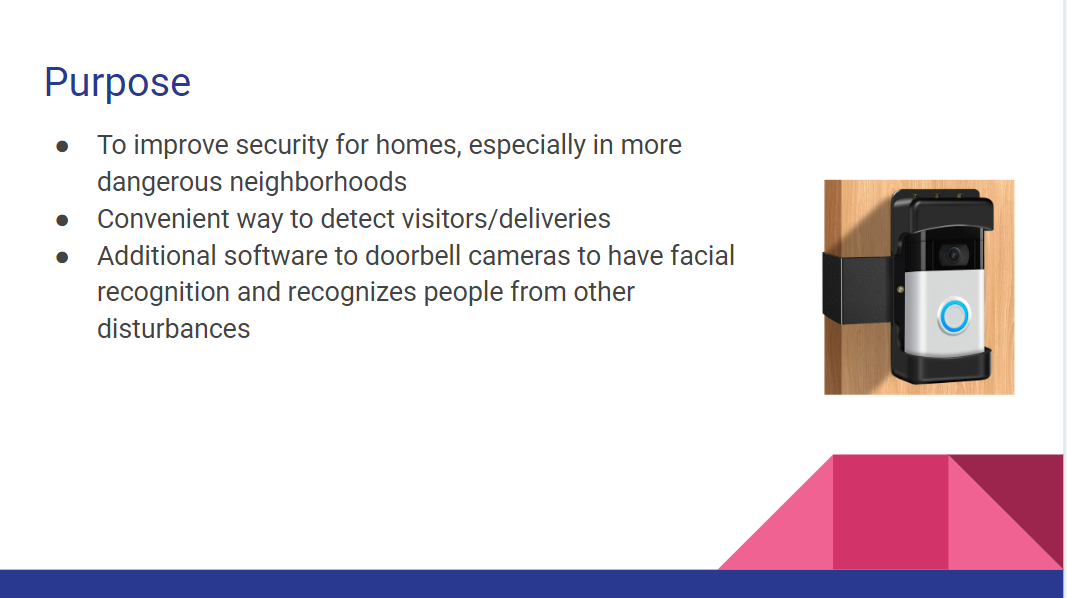 Purpose
● To improve security for homes, especially in more
dangerous neighborhoods
● Convenient way to detect visitors/deliveries
● Additional software to doorbell cameras to have facial
recognition and recognizes people from other
disturbances